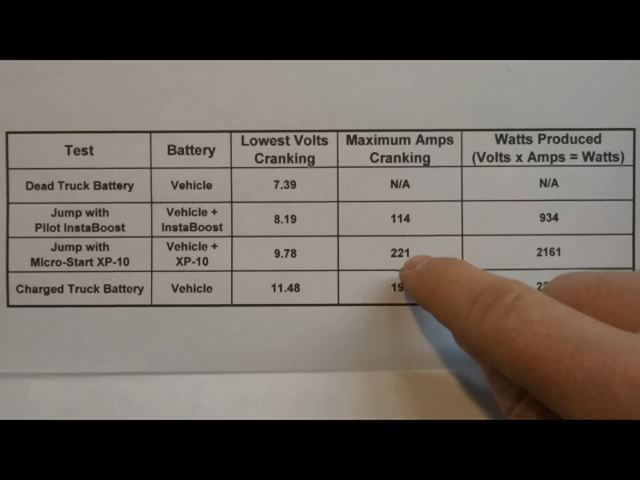 Test Battery Lowest Volts Cranking Maximum Amps Cranking Watts Produced (Volts x Amps = Watts)
Dead Truck Battery Vehicle 7.39 N/A N/A
Jump with Pilot InstaBoost Vehicle + InstaBoost 8.19 114 934
Jump with Micro-Start XP-10 Vehicle + XP-10 9.78 221 2161
Charged Truck Battery Vehicle 11.48